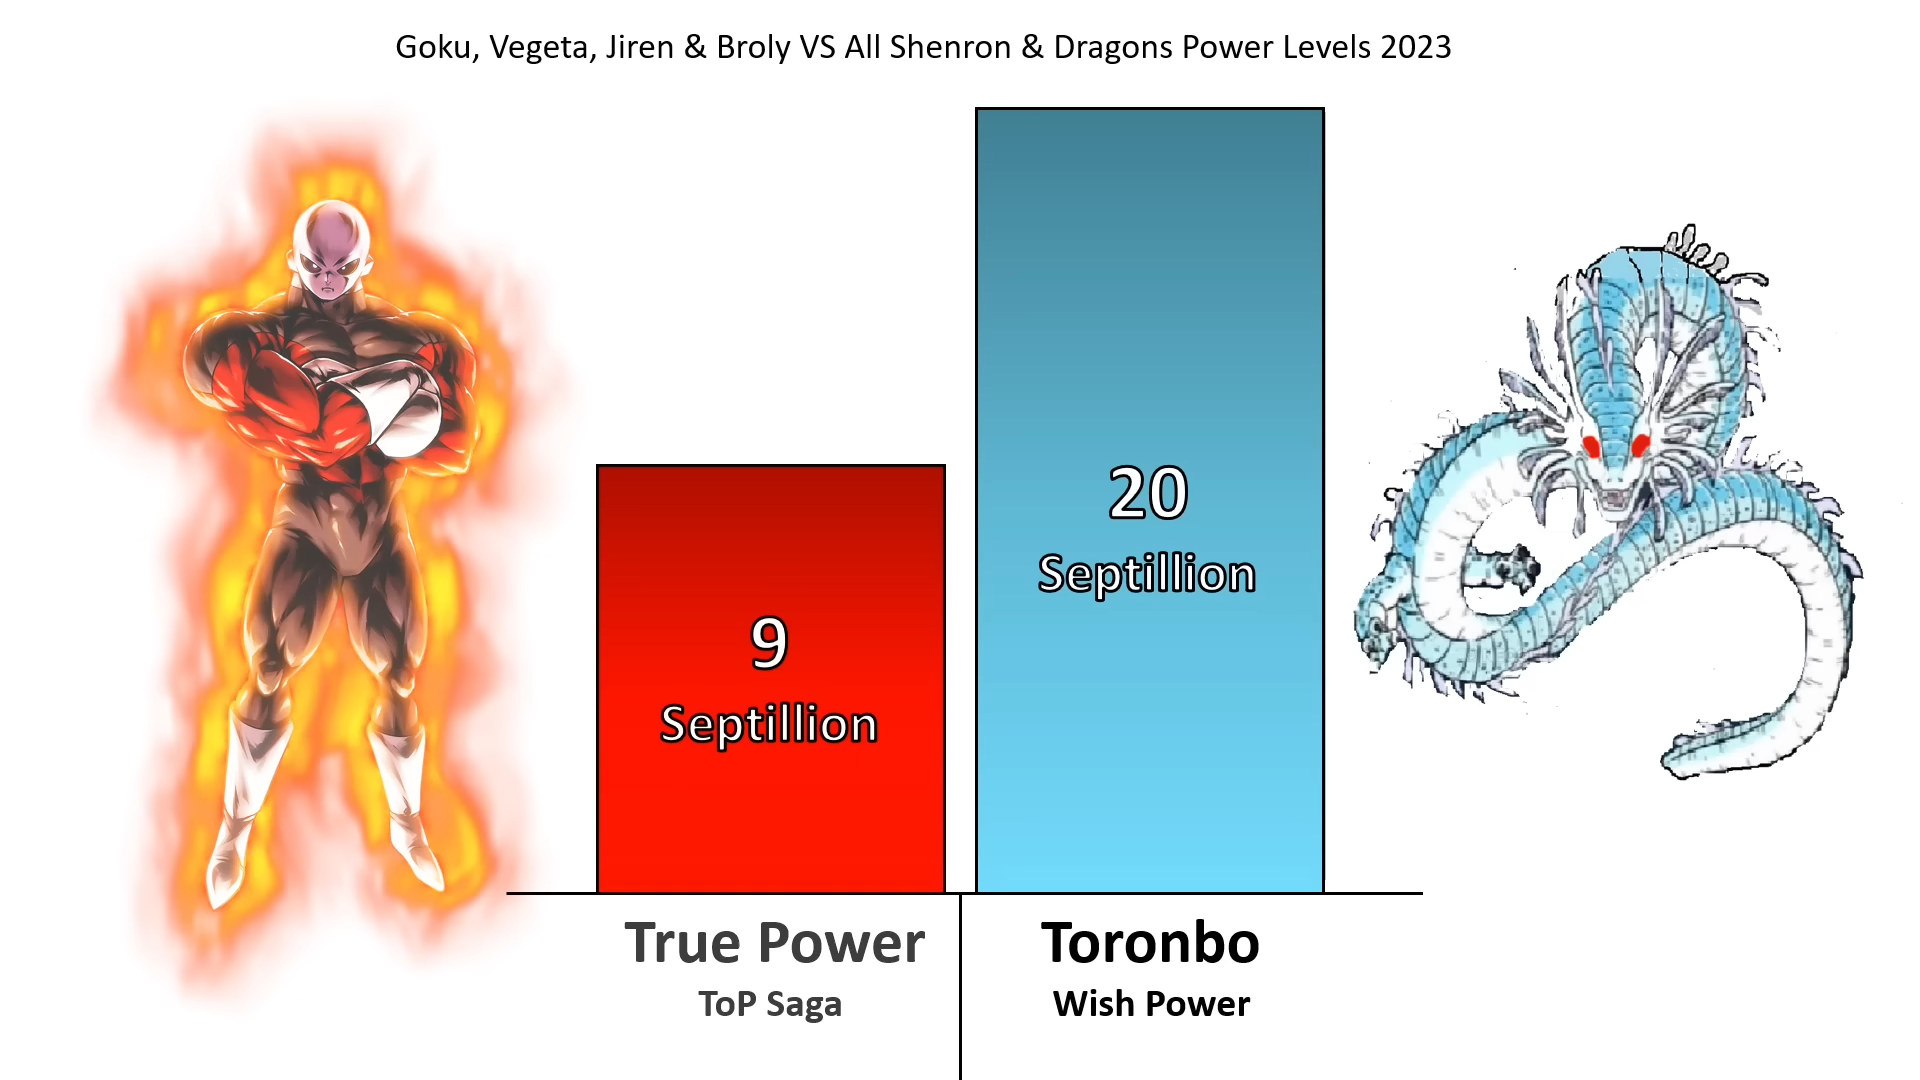 Goku, Vegeta, Jiren & Broly VS All Shenron & Dragons Power Levels 2023
9
Septillion
20
Septillion
True Power
ToP Saga
Toronbo
Wish Power